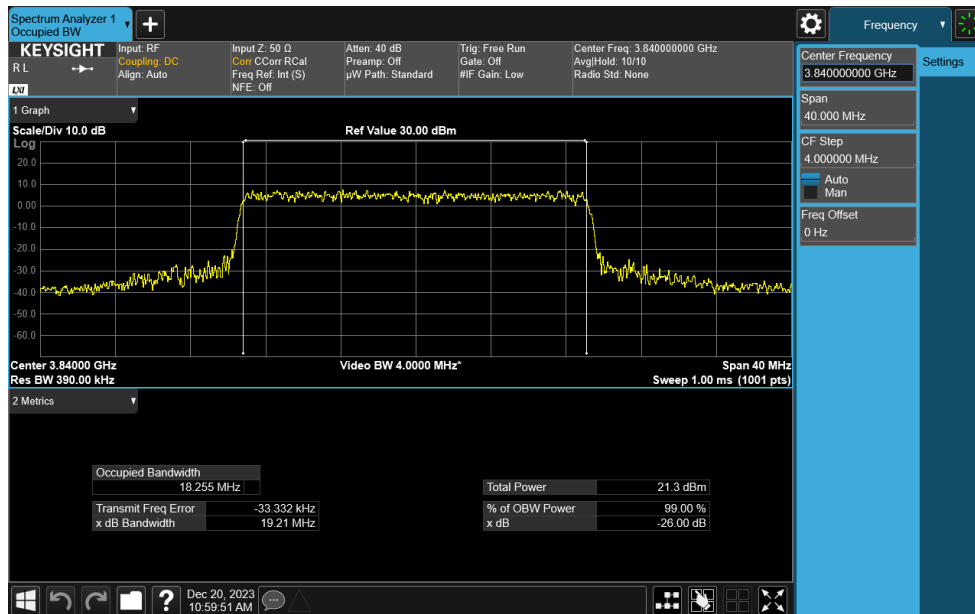 Spectrum Analyzer 1
Occupied BW
Frequency
KEYSIGHT
R L
LXI
Input: RF
Coupling: DC
Align: Auto
Input Z: 50 Ω
Corr CCorr RCal
Freq Ref: Int (S)
NFE: Off
Atten: 40 dB
Preamp: Off
µW Path: Standard
Trig: Free Run
Gate: Off
#IF Gain: Low
Center Freq: 3.840000000 GHz
Avg|Hold: 10/10
Radio Std: None
Center Frequency
3.840000000 GHz
Settings
Span
40.000 MHz
CF Step
4.000000 MHz
Auto
Man
Freq Offset
0 Hz
1 Graph
Scale/Div 10.0 dB
Ref Value 30.00 dBm
Log
20.0
10.0
0.00
-10.0
-20.0
-30.0
-40.0
-50.0
-60.0
Center 3.84000 GHz
Video BW 4.0000 MHz*
Span 40 MHz
Res BW 390.00 kHz
Sweep 1.00 ms (1001 pts)
2 Metrics
Occupied Bandwidth
18.255 MHz
Total Power 21.3 dBm
Transmit Freq Error -33.332 kHz
% of OBW Power 99.00 %
x dB Bandwidth 19.21 MHz
x dB -26.00 dB
?
Dec 20, 2023
10:59:51 AM